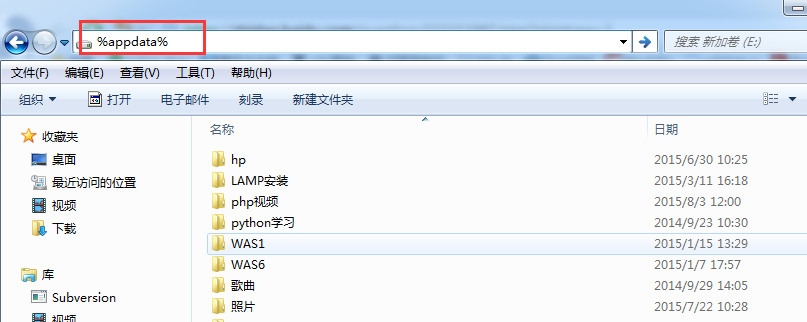 %appdata%
搜索 新加卷 (E:)
文件(F) 编辑(E) 查看(V) 工具(T) 帮助(H)
组织 打开 电子邮件 刻录 新建文件夹
名称 日期
收藏夹
桌面
最近访问的位置
视频
下载
库
Subversion
视频
hp 2015/6/30 10:25
LAMP安装 2015/3/11 16:18
php视频 2015/8/3 12:00
python学习 2014/9/23 10:30
WAS1 2015/1/15 13:29
WAS6 2015/1/7 17:57
歌曲 2014/9/29 14:05
照片 2015/7/22 10:28